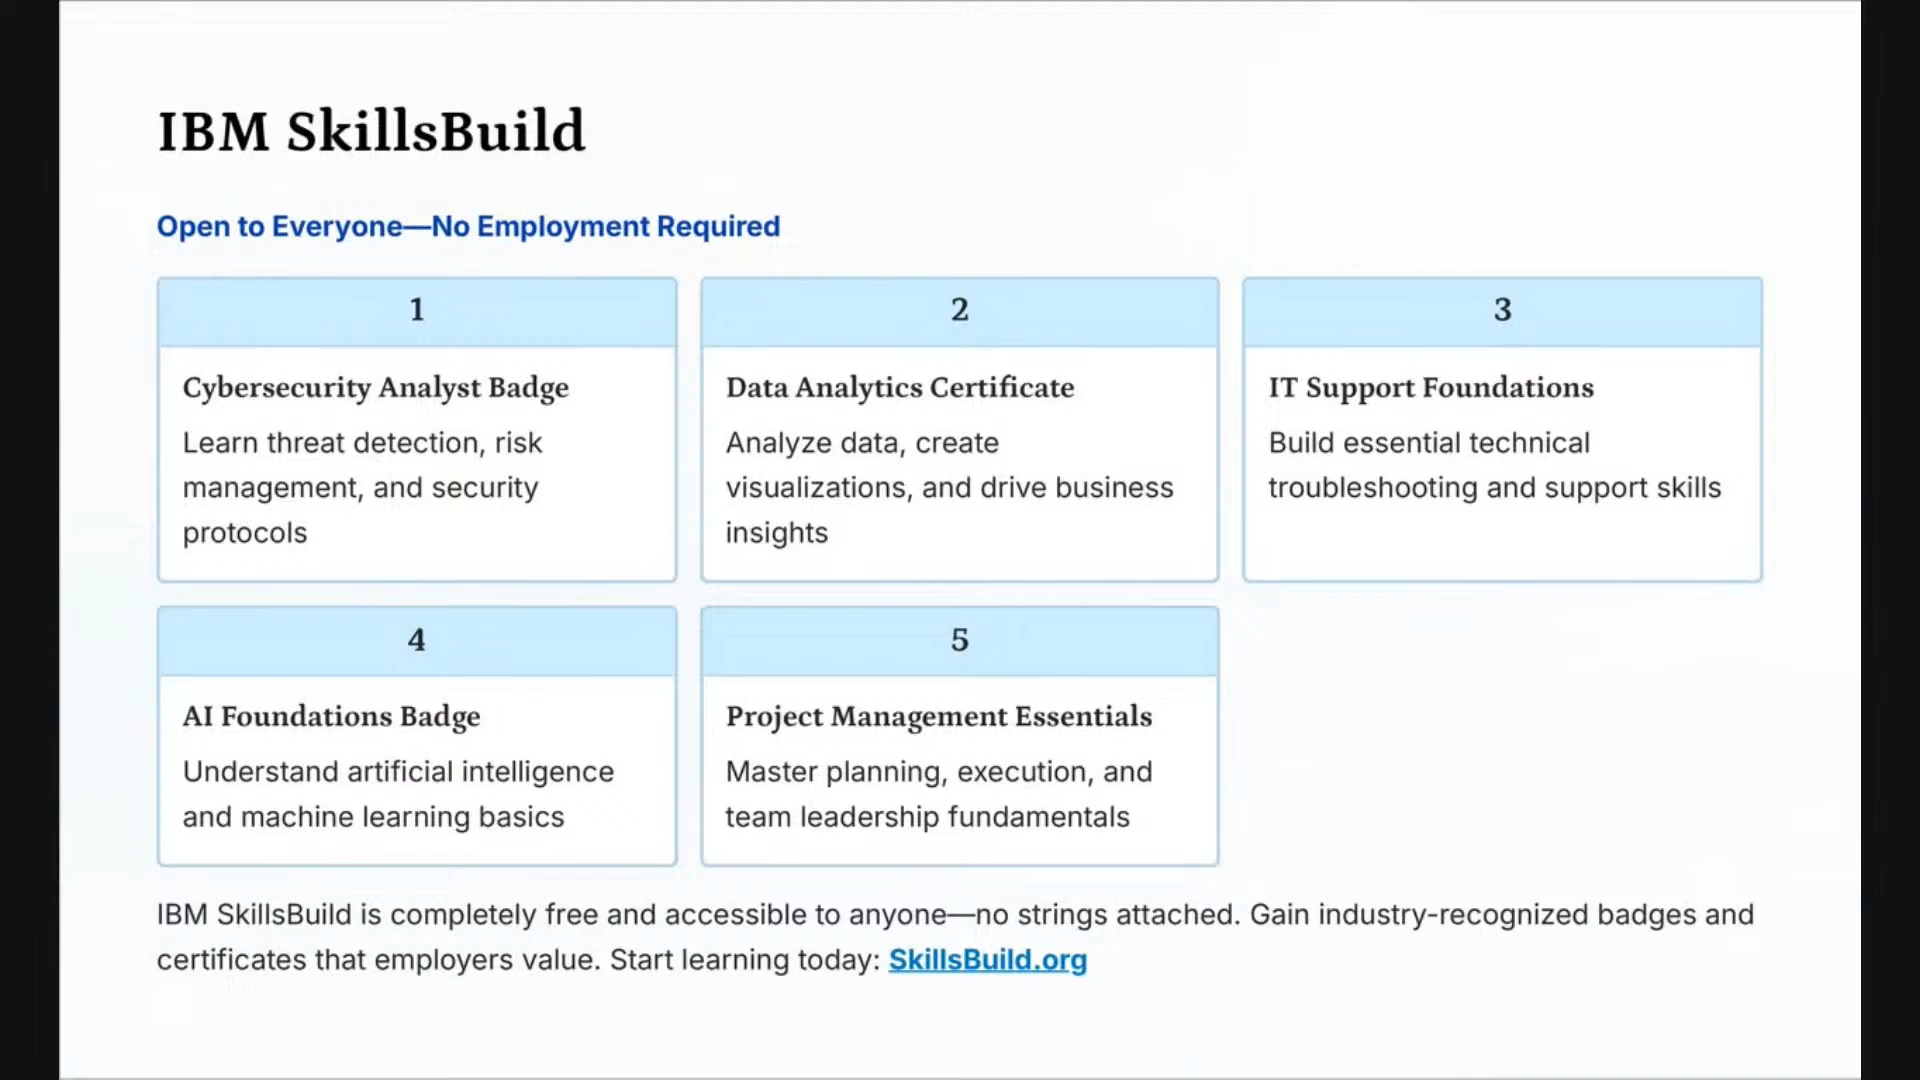 IBM SkillsBuild
Open to Everyone—No Employment Required
1
Cybersecurity Analyst Badge
Learn threat detection, risk
management, and security
protocols
2
Data Analytics Certificate
Analyze data, create
visualizations, and drive business
insights
3
IT Support Foundations
Build essential technical
troubleshooting and support skills
4
AI Foundations Badge
Understand artificial intelligence
and machine learning basics
5
Project Management Essentials
Master planning, execution, and
team leadership fundamentals
IBM SkillsBuild is completely free and accessible to anyone—no strings attached. Gain industry-recognized badges and
certificates that employers value. Start learning today: SkillsBuild.org